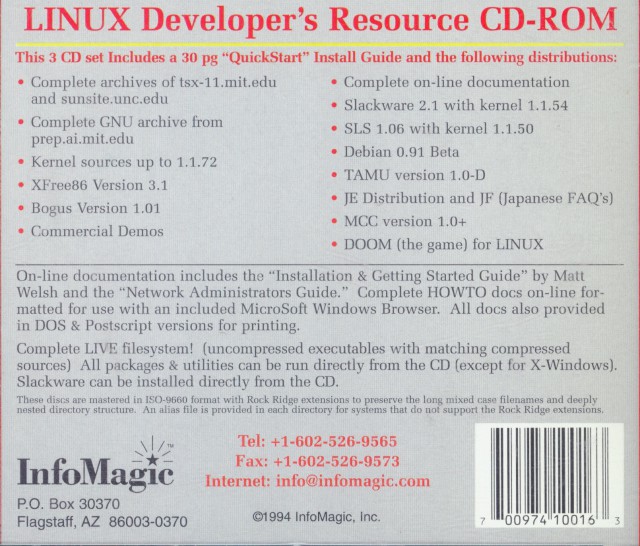 LINUX Developer's Resource CD-ROM
This 3 CD set Includes a 30 pg “QuickStart” Install Guide and the following distributions:
• Complete archives of tsx-11.mit.edu
and sunsite.unc.edu
• Complete GNU archive from
prep.ai.mit.edu
• Kernel sources up to 1.1.72
• XFree86 Version 3.1
• Bogus Version 1.01
• Commercial Demos
• Complete on-line documentation
• Slackware 2.1 with kernel 1.1.54
• SLS 1.06 with kernel 1.1.50
• Debian 0.91 Beta
• TAMU version 1.0-D
• JE Distribution and JF (Japanese FAQ's)
• MCC version 1.0+
• DOOM (the game) for LINUX
On-line documentation includes the “Installation & Getting Started Guide” by Matt
Welsh and the “Network Administrators Guide.” Complete HOWTO docs on-line for-
matted for use with an included MicroSoft Windows Browser. All docs also provided
in DOS & Postscript versions for printing.
Complete LIVE filesystem! (uncompressed executables with matching compressed
sources) All packages & utilities can be run directly from the CD (except for X-Windows).
Slackware can be installed directly from the CD.
These discs are mastered in ISO-9660 format with Rock Ridge extensions to preserve the long mixed case filenames and deeply
nested directory structure. An alias file is provided in each directory for systems that do not support the Rock Ridge extensions.
InfoMagic™
P.O. Box 30370
Flagstaff, AZ 86003-0370
Tel: +1-602-526-9565
Fax: +1-602-526-9573
Internet: info@infomagic.com
©1994 InfoMagic, Inc.
7 00974 10016 3